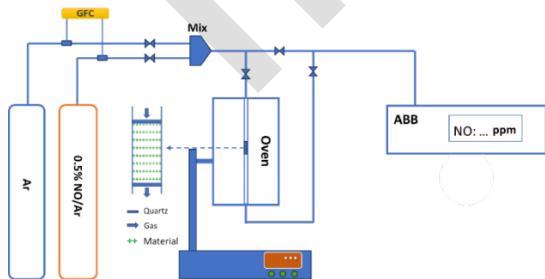 GFC
Mix
Ar
0.5% NO/Ar
Oven
ABB
NO: ... ppm
Quartz
Gas
++ Material